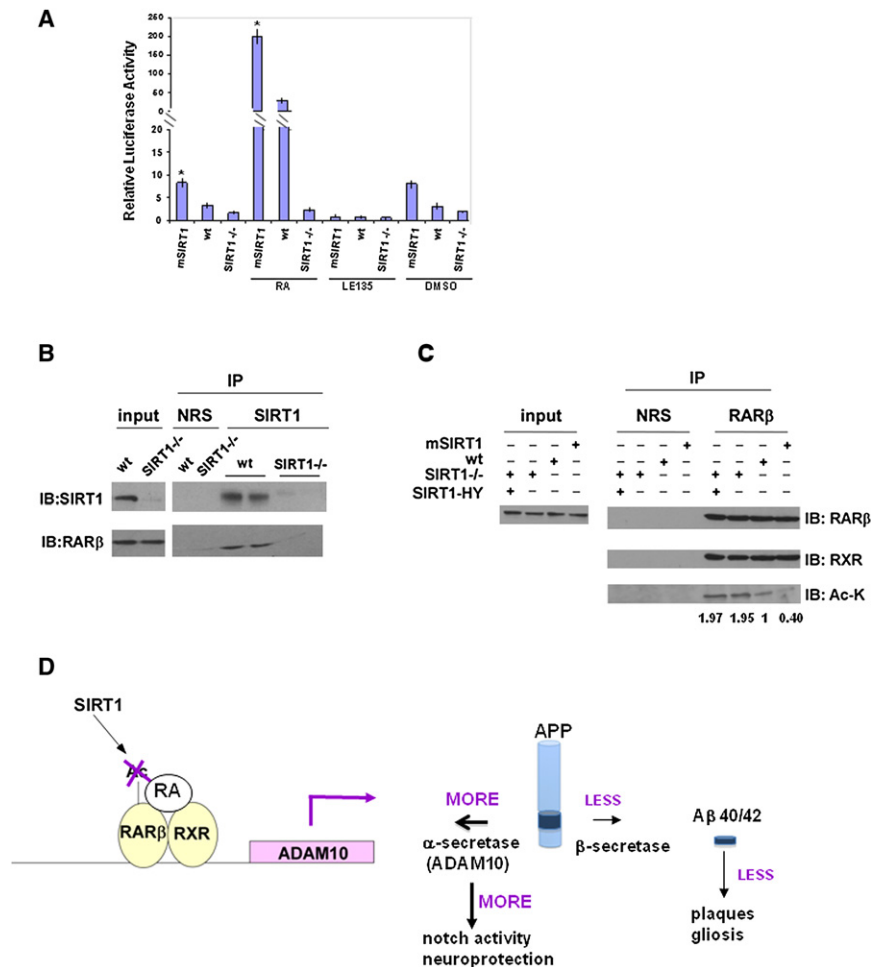 A
Relative Luciferase Activity
250
200
150
100
50
0
20
15
10
5
0
*
*
mSIRT1 wt SIRT1-/- mSIRT1 wt SIRT1-/- mSIRT1 wt SIRT1-/- mSIRT1 wt SIRT1-/-
RA LE135 DMSO
B
IP
input NRS SIRT1
wt SIRT1-/- wt SIRT1-/- wt SIRT1-/-
IB:SIRT1
IB:RARβ
C
IP
input NRS RARβ
mSIRT1 – – – + – – – + – – – +
wt – – + – – – + – – – + –
SIRT1-/- + + – – + + – – + + – –
SIRT1-HY + – – – + – – – + – – –
IB: RARβ
IB: RXR
IB: Ac-K
1.97 1.95 1 0.40
D
SIRT1
Ac
RA
RARβ RXR
ADAM10
APP
MORE
LESS
α-secretase
(ADAM10)
β-secretase
Aβ 40/42
MORE
LESS
notch activity
neuroprotection
plaques
gliosis